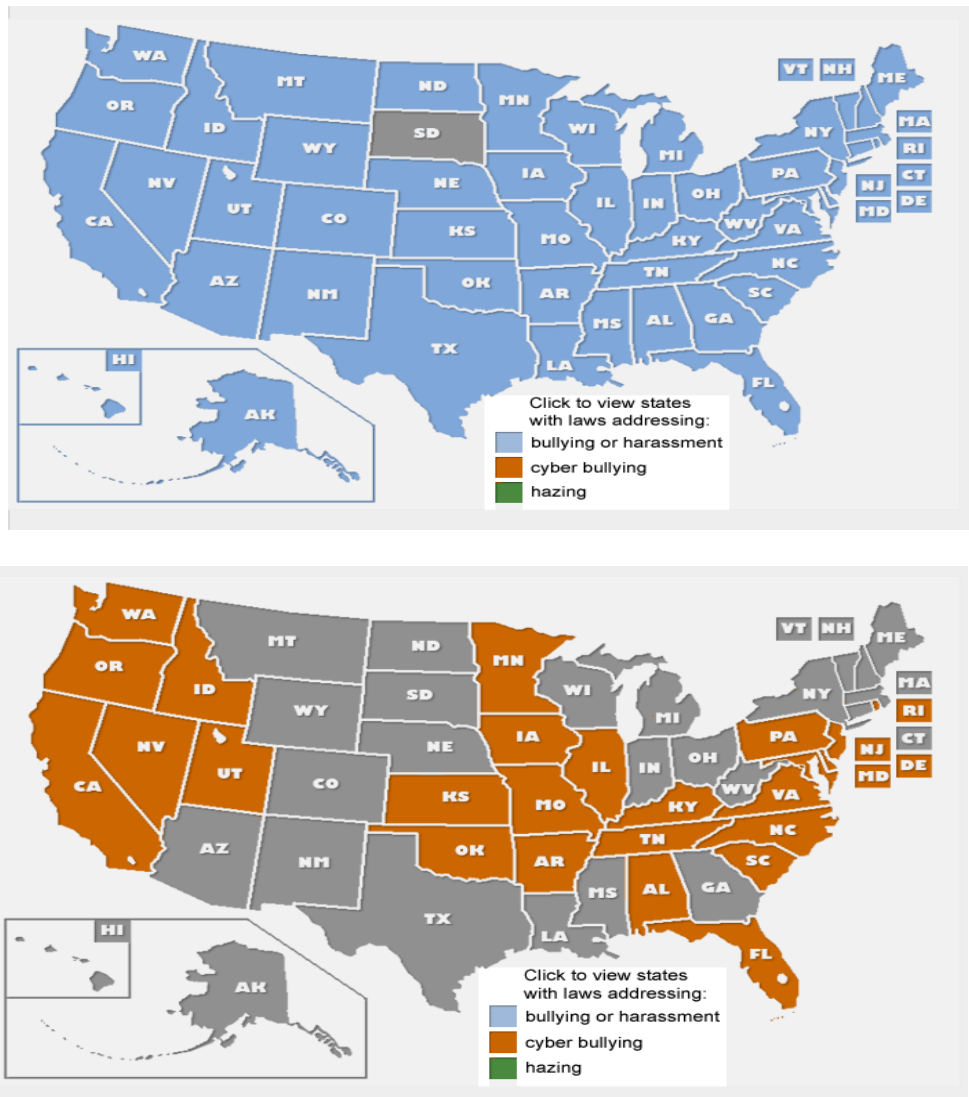 WA
MT
ND
MN
VT NH
ME
OR
ID
SD
WI
NY
MA
WY
MI
RI
IA
PA
CT
NV
NE
OH
NJ
DE
UT
IL
IN
MD
CA
CO
WV
VA
KS
MO
KY
NC
TN
AZ
OK
AR
SC
NM
MS
AL
GA
TX
HI
LA
FL
AK
Click to view states
with laws addressing:
bullying or harassment
cyber bullying
hazing
WA
MT
ND
MN
VT NH
ME
OR
ID
SD
WI
NY
MA
WY
MI
RI
IA
PA
CT
NV
NE
OH
NJ
DE
UT
IL
IN
MD
CA
CO
WV
VA
KS
MO
KY
NC
TN
AZ
OK
AR
SC
NM
MS
AL
GA
TX
HI
LA
FL
AK
Click to view states
with laws addressing:
bullying or harassment
cyber bullying
hazing